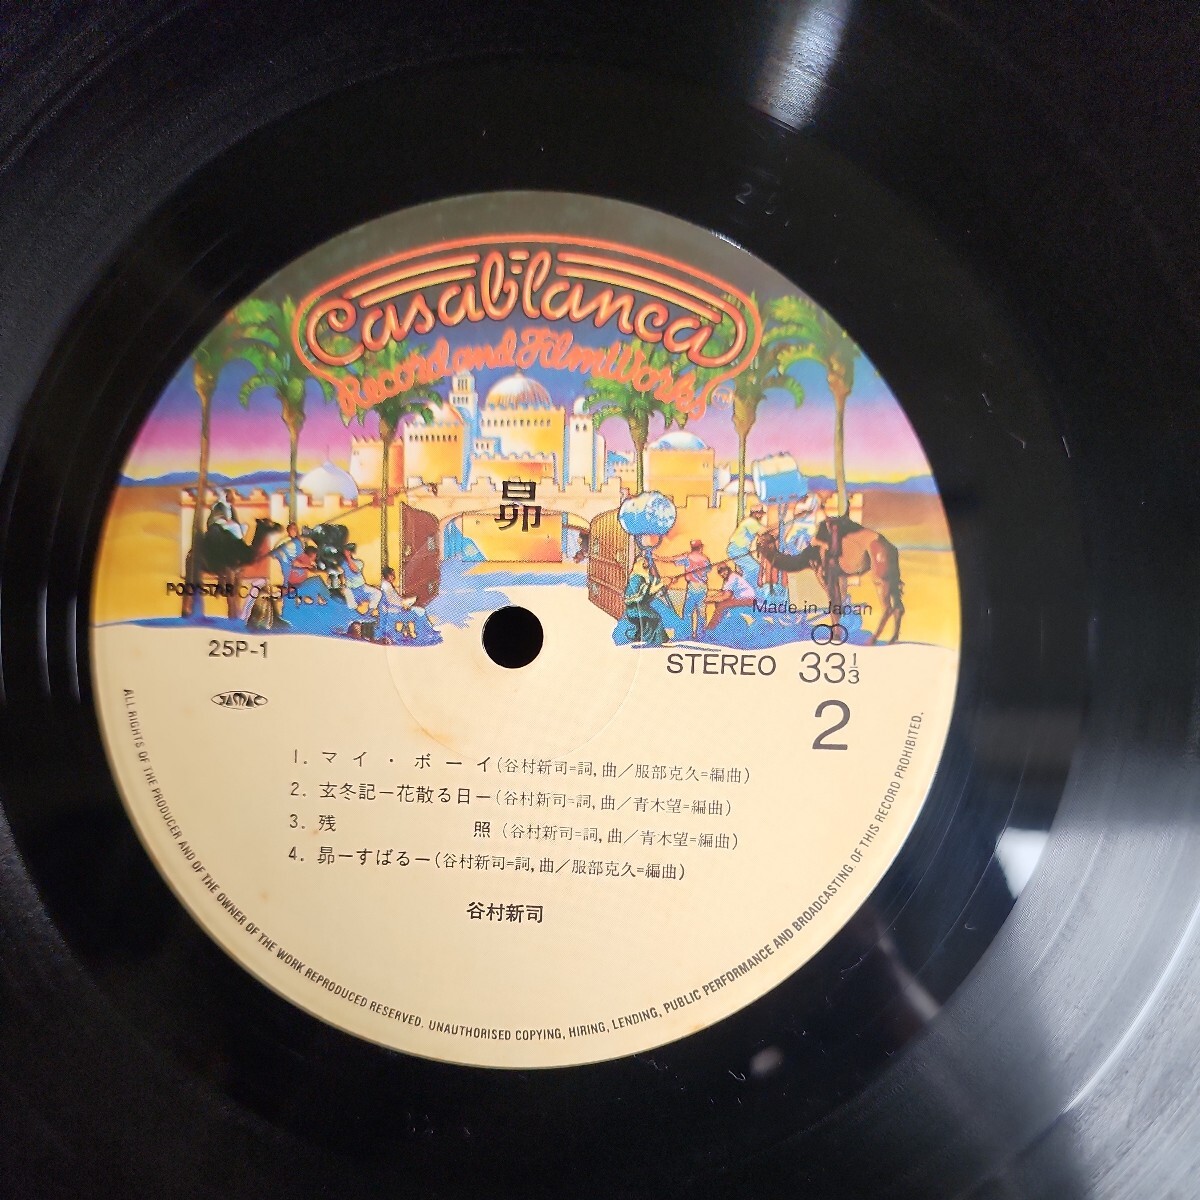 Casablanca
Record and FilmWorks
TM
昴
POLYSTAR CO., LTD.
25P-1
JASRAC
Made in Japan
STEREO 33 1/3
2
1. マイ・ボーイ(谷村新司=詞, 曲／服部克久=編曲)
2. 玄冬記ー花散る日ー(谷村新司=詞, 曲／青木望=編曲)
3. 残 照(谷村新司=詞, 曲／青木望=編曲)
4. 昴ーすばるー(谷村新司=詞, 曲／服部克久=編曲)
谷村新司
ALL RIGHTS OF THE PRODUCER AND OF THE OWNER OF THE WORK REPRODUCED RESERVED. UNAUTHORISED COPYING, HIRING, LENDING, PUBLIC PERFORMANCE AND BROADCASTING OF THIS RECORD PROHIBITED.